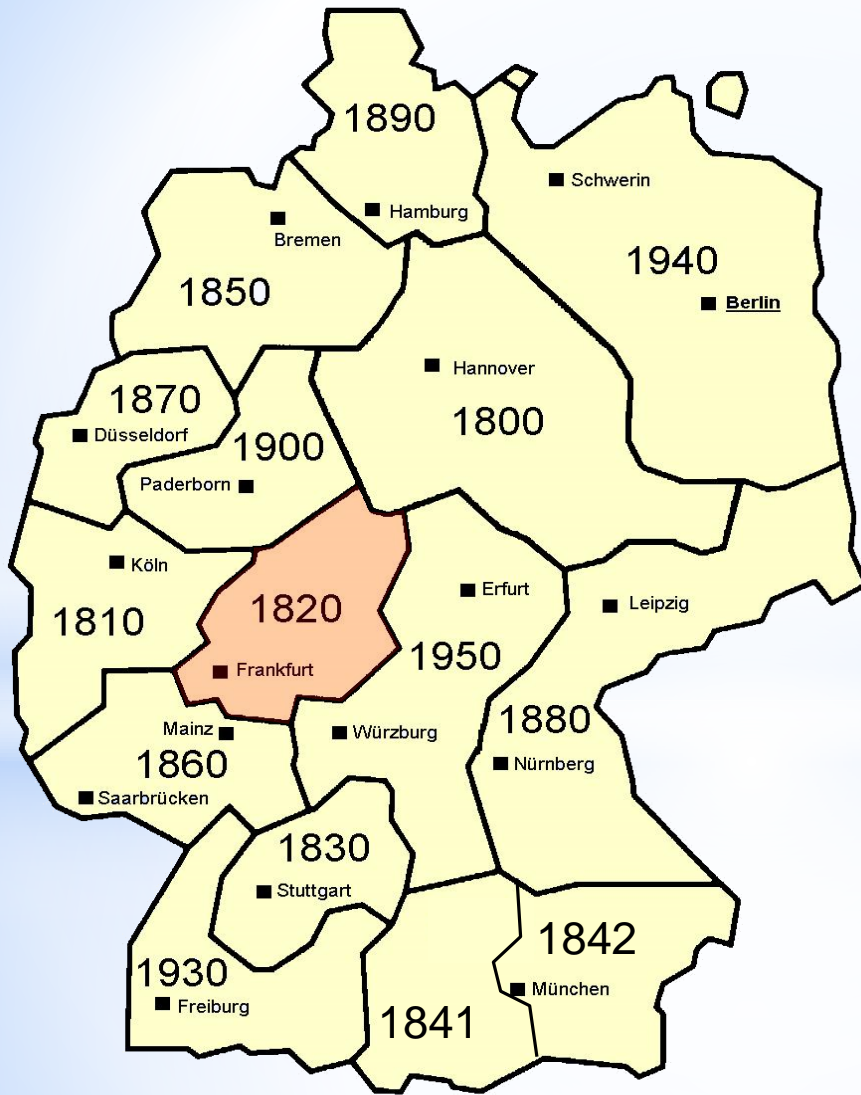 1890
Schwerin
Hamburg
Bremen
1940
1850
Berlin
Hannover
1870
1800
Düsseldorf
1900
Paderborn
Köln
Erfurt
1820
Leipzig
1810
1950
Frankfurt
1880
Mainz
Würzburg
1860
Nürnberg
Saarbrücken
1830
Stuttgart
1842
1930
München
Freiburg
1841